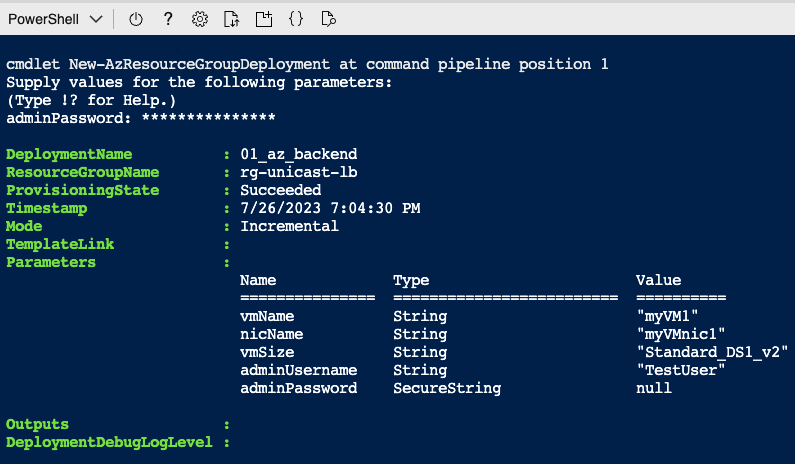 PowerShell
cmdlet New-AzResourceGroupDeployment at command pipeline position 1
Supply values for the following parameters:
(Type !? for Help.)
adminPassword: ***************
DeploymentName : 01_az_backend
ResourceGroupName : rg-unicast-lb
ProvisioningState : Succeeded
Timestamp : 7/26/2023 7:04:30 PM
Mode : Incremental
TemplateLink :
Parameters :
Name Type Value
=============== ========================= ==========
vmName String "myVM1"
nicName String "myVMnic1"
vmSize String "Standard_DS1_v2"
adminUsername String "TestUser"
adminPassword SecureString null
Outputs :
DeploymentDebugLogLevel :